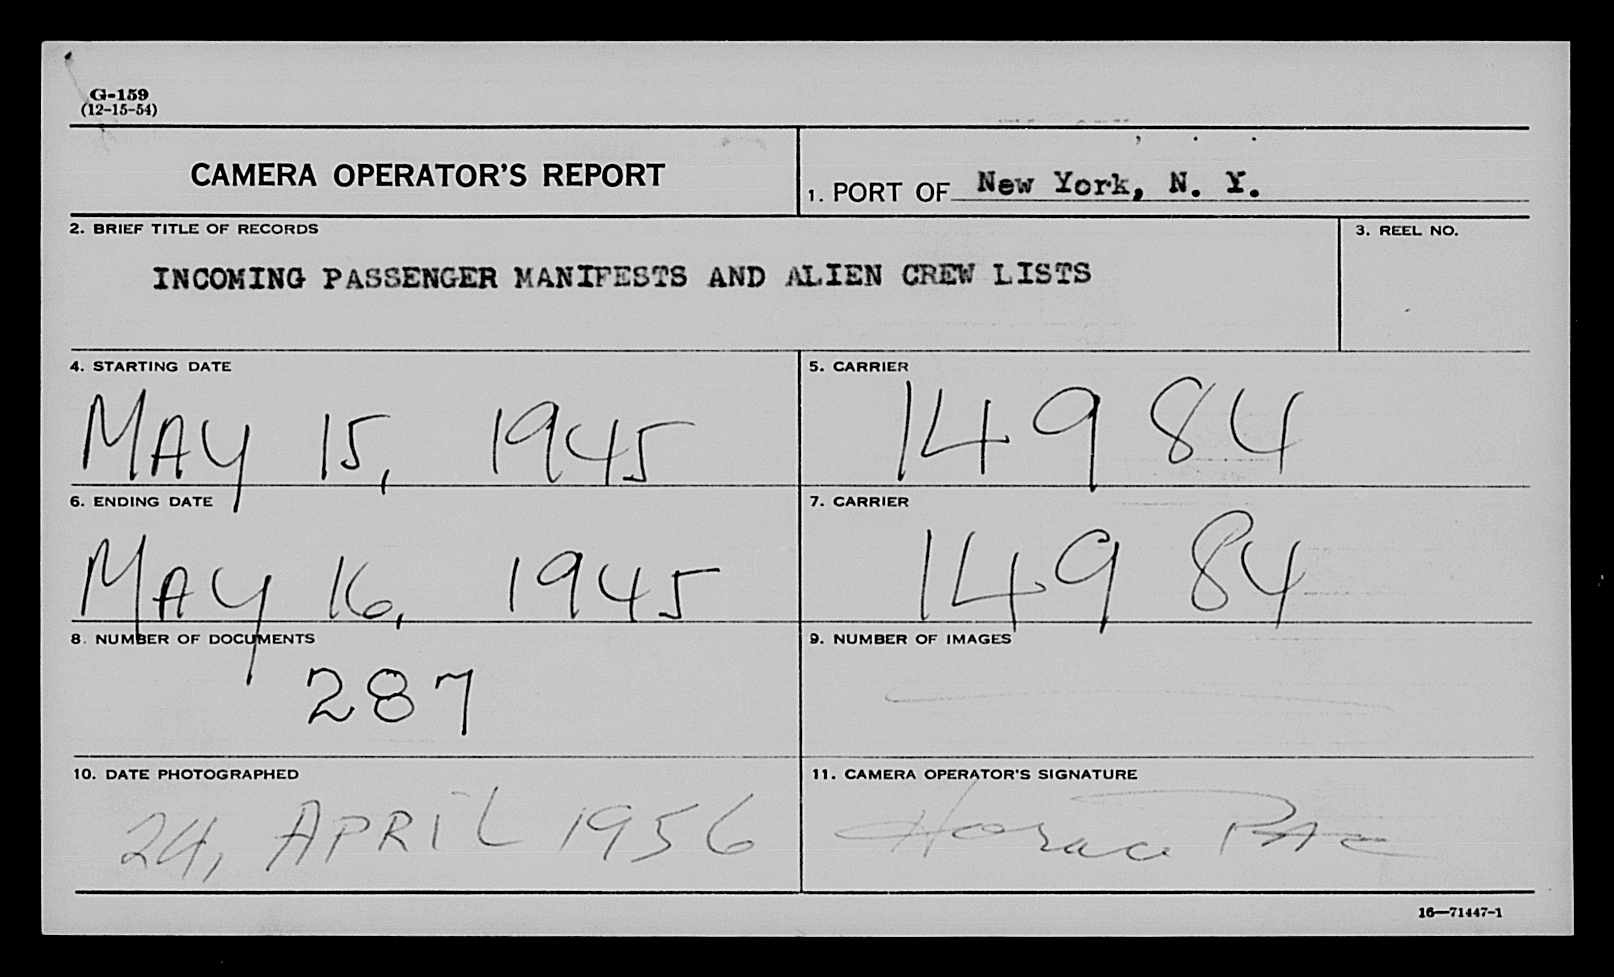 G-159
(12-15-54)
CAMERA OPERATOR'S REPORT
1. PORT OF New York, N. Y.
2. BRIEF TITLE OF RECORDS
INCOMING PASSENGER MANIFESTS AND ALIEN CREW LISTS
3. REEL NO.
4. STARTING DATE
MAY 15, 1945
5. CARRIER
14984
6. ENDING DATE
MAY 16, 1945
7. CARRIER
14984
8. NUMBER OF DOCUMENTS
287
9. NUMBER OF IMAGES
10. DATE PHOTOGRAPHED
24, APRIL 1956
11. CAMERA OPERATOR'S SIGNATURE
Horace
16—71447-1